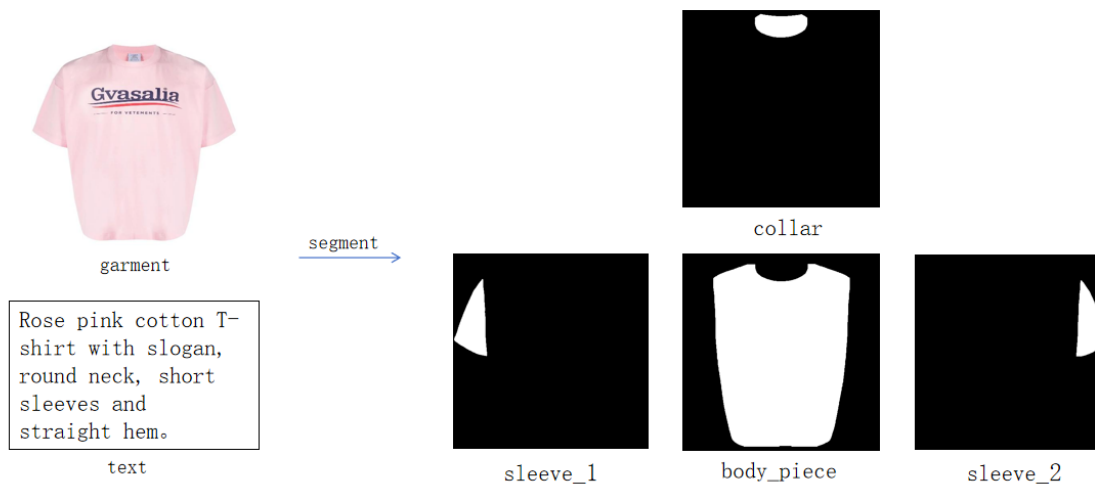 Gvasalia
FOR VETEMENTS
garment
Rose pink cotton T-
shirt with slogan,
round neck, short
sleeves and
straight hem。
text
segment
collar
sleeve_1
body_piece
sleeve_2